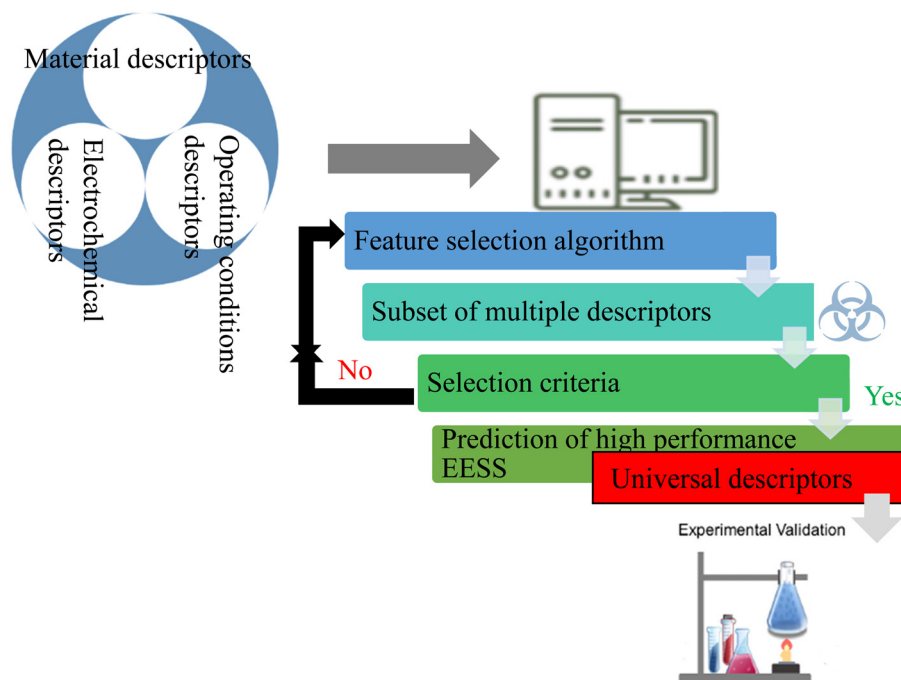 Material descriptors
Electrochemical
descriptors
Operating conditions
descriptors
Feature selection algorithm
Subset of multiple descriptors
No
Selection criteria
Yes
Prediction of high performance
EESS
Universal descriptors
Experimental Validation